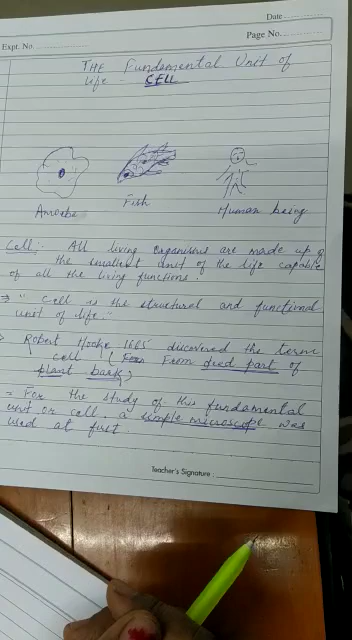 Date
Expt. No.
Page No.
THE Fundamental Unit of
life - CELL
Amoeba
Fish
Human being
Cell:- All living organisms are made up of
the smallest unit of the life capable
of all the living functions.
⇒ "Cell is the structural and functional
unit of life."
Robert Hooke 1665 discovered the term
cell (From died part of
plant bark)
= For the study of this fundamental
unit or cell, a simple microscope was
used at first.
Teacher's Signature :